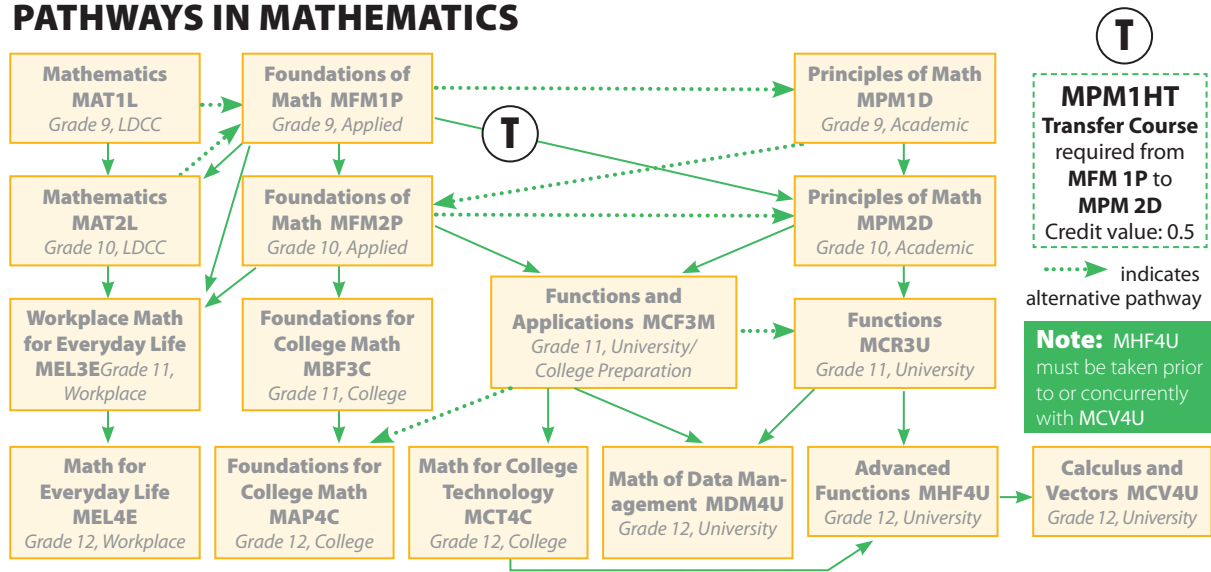 PATHWAYS IN MATHEMATICS
T
Mathematics
MAT1L
Grade 9, LDCC
Foundations of
Math MFM1P
Grade 9, Applied
Principles of Math
MPM1D
Grade 9, Academic
T
MPM1HT
Transfer Course
required from
MFM 1P to
MPM 2D
Credit value: 0.5
Mathematics
MAT2L
Grade 10, LDCC
Foundations of
Math MFM2P
Grade 10, Applied
Principles of Math
MPM2D
Grade 10, Academic
indicates
alternative pathway
Workplace Math
for Everyday Life
MEL3EGrade 11,
Workplace
Foundations for
College Math
MBF3C
Grade 11, College
Functions and
Applications MCF3M
Grade 11, University/
College Preparation
Functions
MCR3U
Grade 11, University
Note: MHF4U
must be taken prior
to or concurrently
with MCV4U
Math for
Everyday Life
MEL4E
Grade 12, Workplace
Foundations for
College Math
MAP4C
Grade 12, College
Math for College
Technology
MCT4C
Grade 12, College
Math of Data Man-
agement MDM4U
Grade 12, University
Advanced
Functions MHF4U
Grade 12, University
Calculus and
Vectors MCV4U
Grade 12, University